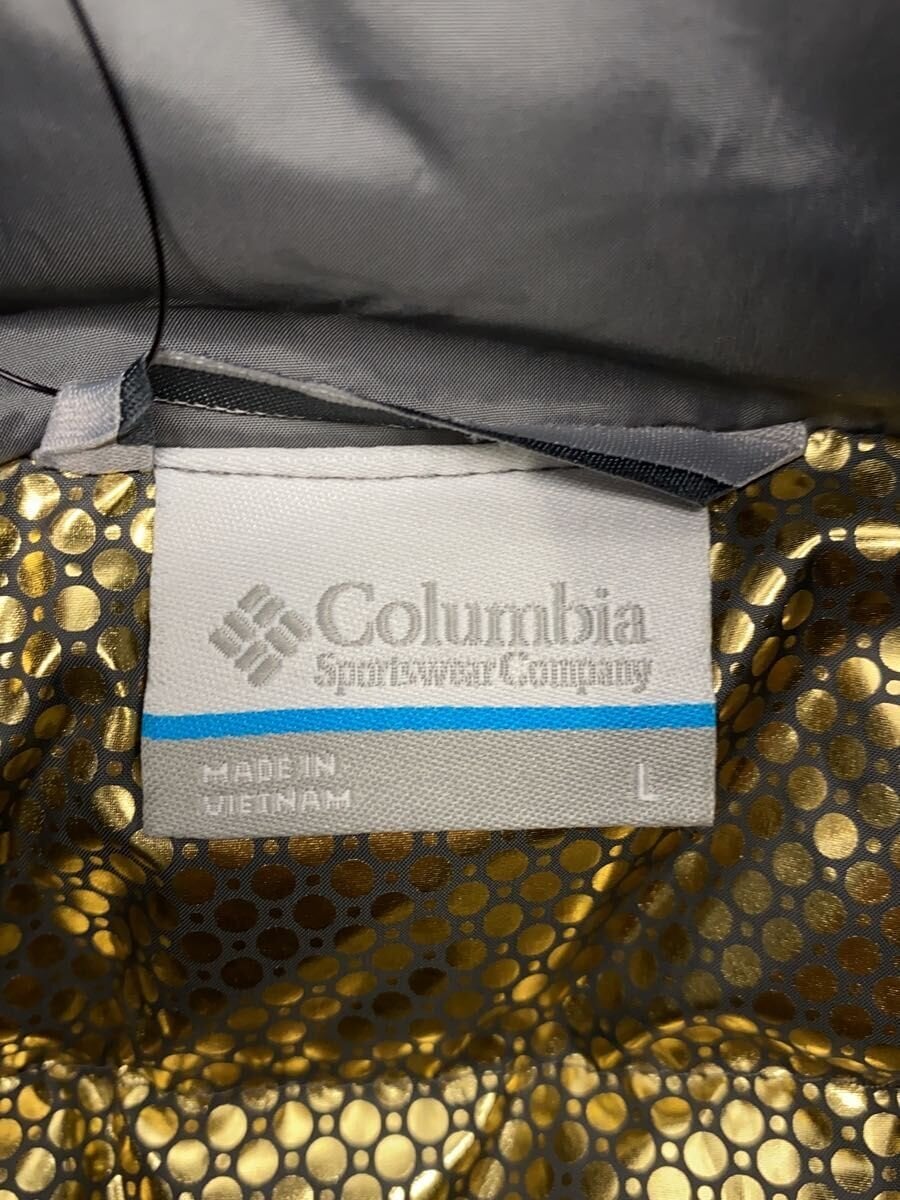 Columbia
Sportswear Company
MADE IN
VIETNAM
L